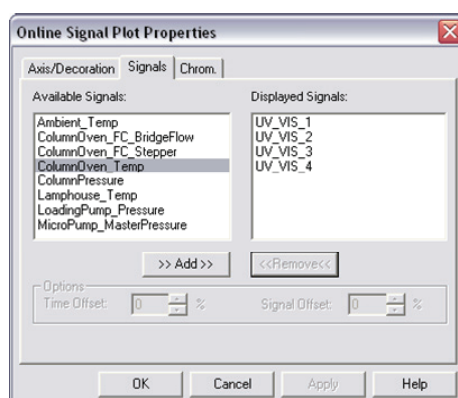 Online Signal Plot Properties
Axis/Decoration Signals Chrom.
Available Signals:
Ambient_Temp
ColumnOven_FC_BridgeFlow
ColumnOven_FC_Stepper
ColumnOven_Temp
ColumnPressure
Lamphouse_Temp
LoadingPump_Pressure
MicroPump_MasterPressure
Displayed Signals:
UV_VIS_1
UV_VIS_2
UV_VIS_3
UV_VIS_4
>> Add >> <<Remove<<
Options
Time Offset: 0 % Signal Offset: 0 %
OK Cancel Apply Help